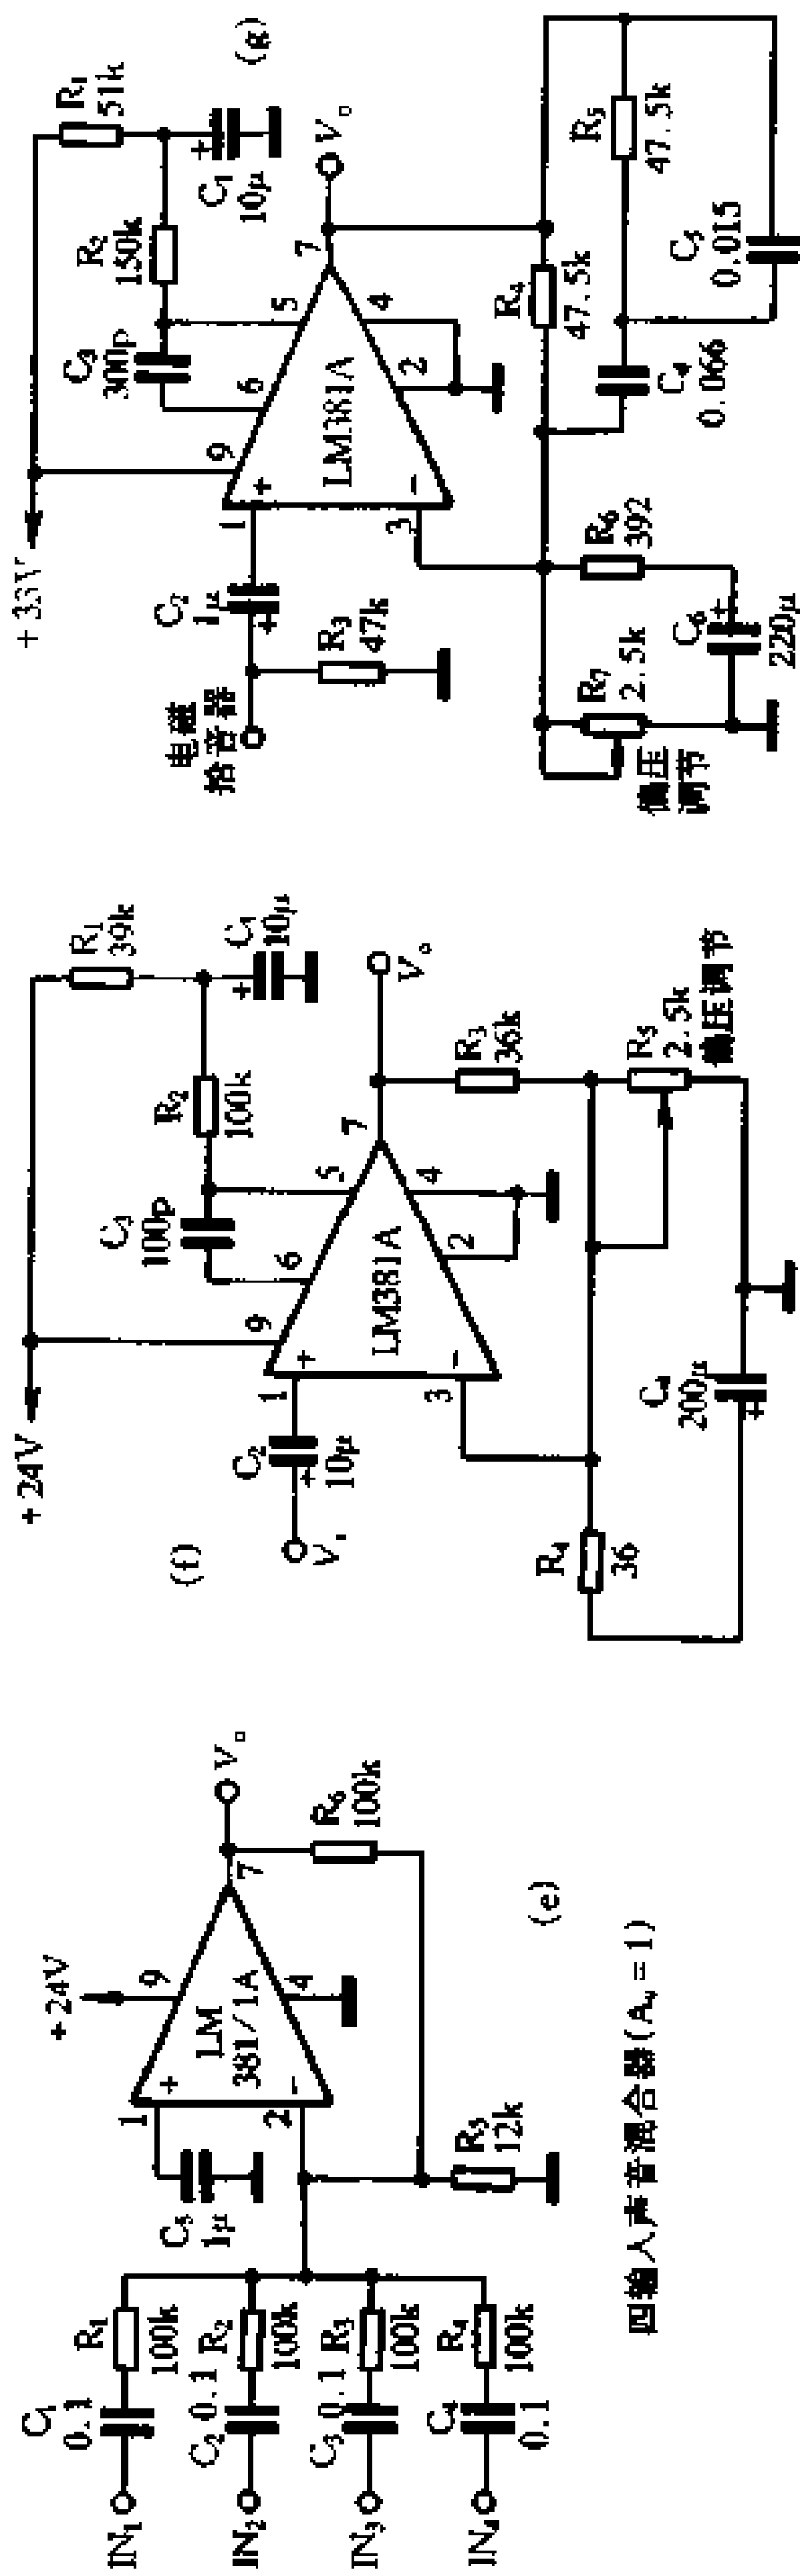 IN₁
C₁
0.1
R₁
100k
IN₂
C₂ 0.1
R₂
100k
IN₃
C₃ 0.1
R₃
100k
IN₄
C₄
0.1
R₄
100k
C₅
1μ
1
+
2
−
LM
381/1A
9
+24V
4
7
Vo
R₆
100k
R₅
12k
(e)
四输入声音混合器(Aᵥ=1)
(f)
+24V
R₁
39k
C₁
10μ
+
R₂
100k
C₃
100p
9
6
5
C₂
10μ
+
1
+
3
−
LM381A
2
4
7
Vo
R₃
36k
R₄
36
C₄
200μ
+
R₅
2.5k
偏压调节
+33V
R₁
51k
C₁
10μ
+
(g)
R₂
150k
C₃
300p
9
6
5
电磁
拾音器
C₂
1μ
+
R₃
47k
1
+
3
−
LM381A
2
4
7
Vo
R₄
47.5k
R₅
47.5k
C₄
0.066
C₅
0.015
R₆
392
C₆
220μ
+
R₇
2.5k
偏压
调节